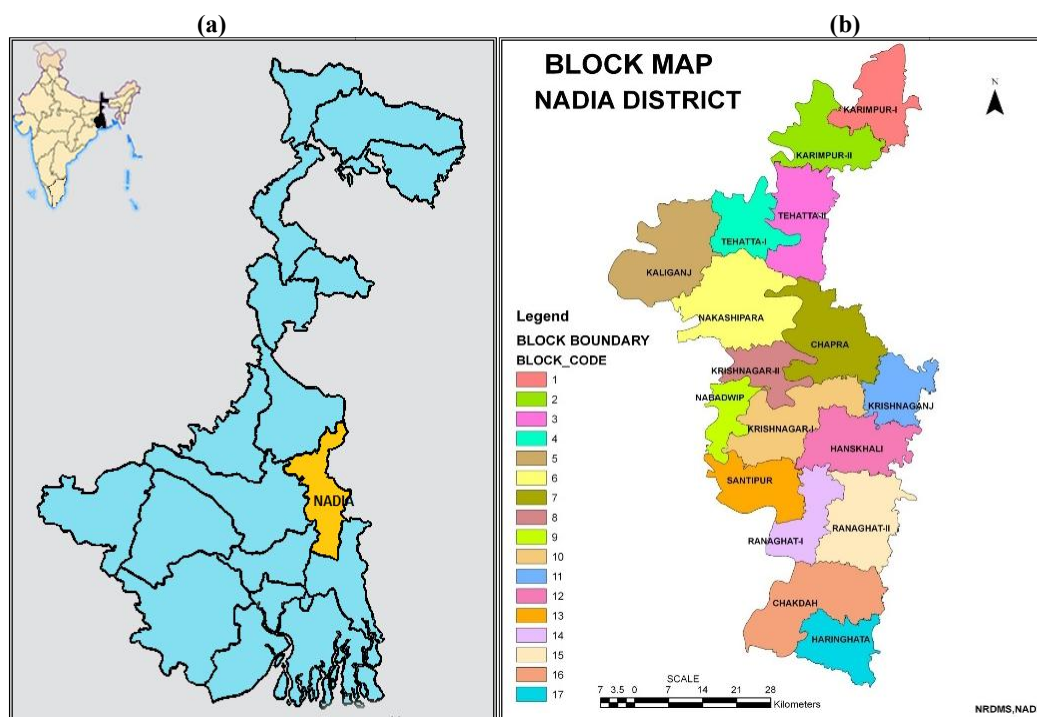 (a)
(b)
NADIA
BLOCK MAP
NADIA DISTRICT
N
KARIMPUR-I
KARIMPUR-II
TEHATTA-II
TEHATTA-I
KALIGANJ
NAKASHIPARA
CHAPRA
KRISHNAGAR-II
NABADWIP
KRISHNAGANJ
KRISHNAGAR-I
HANSKHALI
SANTIPUR
RANAGHAT-II
RANAGHAT-I
CHAKDAH
HARINGHATA
Legend
BLOCK BOUNDARY
BLOCK_CODE
1
2
3
4
5
6
7
8
9
10
11
12
13
14
15
16
17
SCALE
7 3.5 0 7 14 21 28
Kilometers
NRDMS,NAD